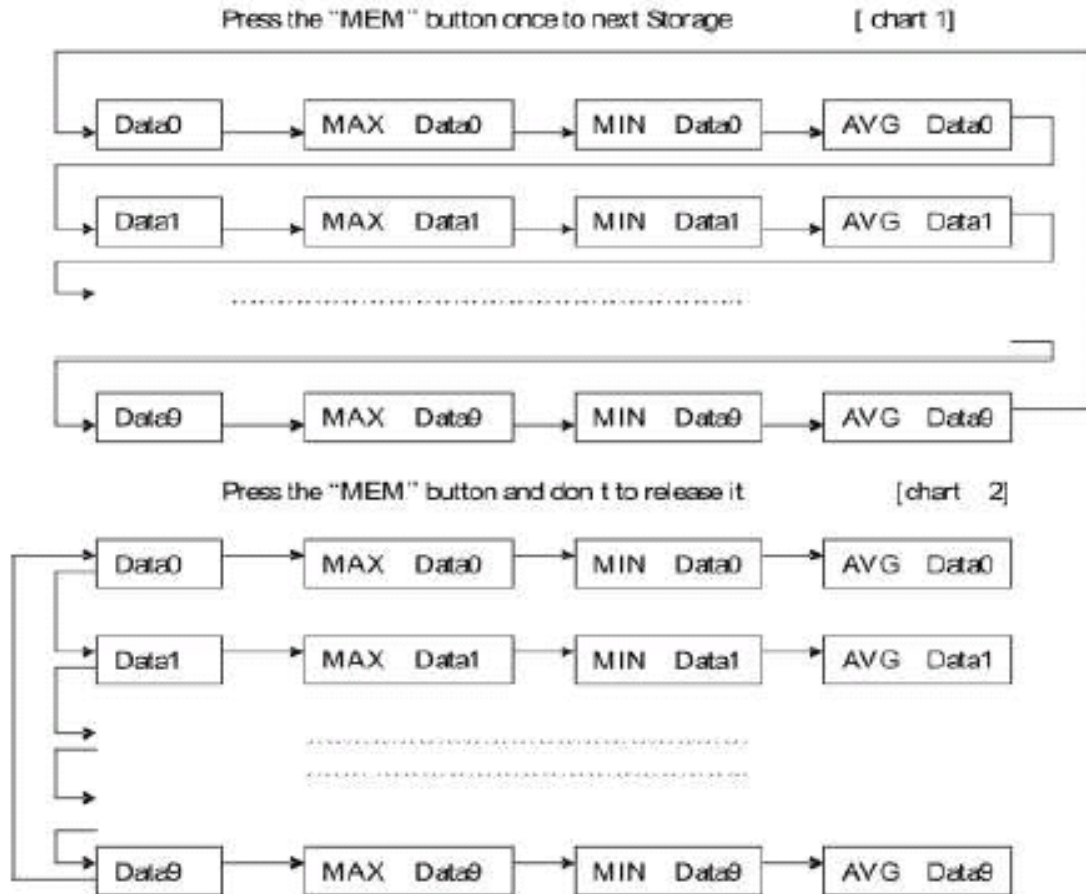 Press the "MEM" button once to next Storage [ chart 1]
Data0 MAX Data0 MIN Data0 AVG Data0
Data1 MAX Data1 MIN Data1 AVG Data1
Data9 MAX Data9 MIN Data9 AVG Data9
Press the "MEM" button and don t to release it [chart 2]
Data0 MAX Data0 MIN Data0 AVG Data0
Data1 MAX Data1 MIN Data1 AVG Data1
Data9 MAX Data9 MIN Data9 AVG Data9